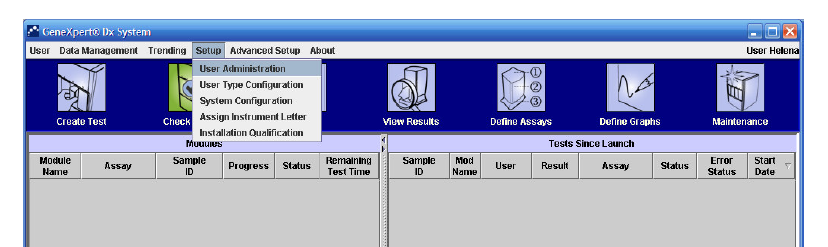 GeneXpert® Dx System
User Data Management Trending Setup Advanced Setup About User Helena
User Administration
User Type Configuration
System Configuration
Assign Instrument Letter
Installation Qualification
Create Test Check View Results Define Assays Define Graphs Maintenance
1
2
3
Modules Tests Since Launch
Module Name Assay Sample ID Progress Status Remaining Test Time Sample ID Mod Name User Result Assay Status Error Status Start Date